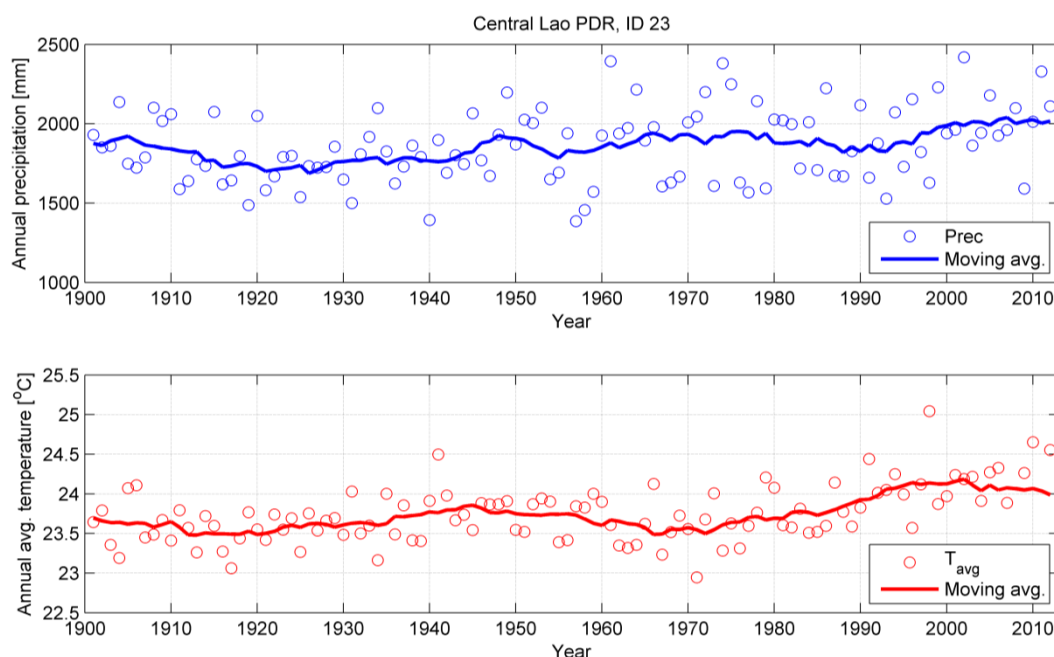 Central Lao PDR, ID 23
Annual precipitation [mm]
2500
2000
1500
1000
Prec
Moving avg.
1900 1910 1920 1930 1940 1950 1960 1970 1980 1990 2000 2010
Year
Annual avg. temperature [°C]
25.5
25
24.5
24
23.5
23
22.5
Tavg
Moving avg.
1900 1910 1920 1930 1940 1950 1960 1970 1980 1990 2000 2010
Year